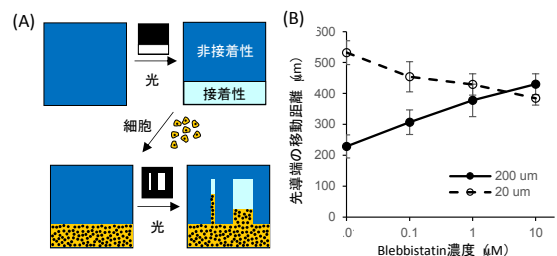 (A)
非接着性
光
接着性
細胞
光
(B)
先導端の移動距離 (μm)
600
500
400
300
200
100
0
.0
0.1
1
10
200 um
20 um
Blebbistatin濃度 (μM)